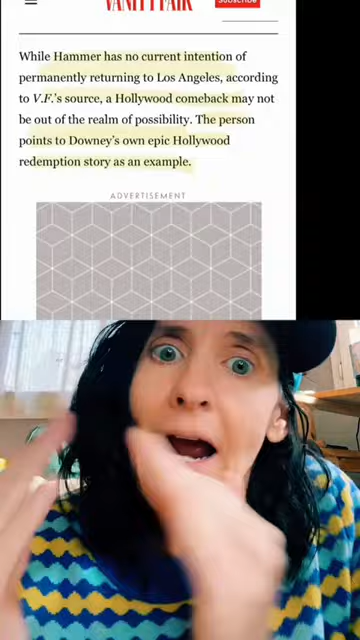 VANITY FAIR
Subscribe
While Hammer has no current intention of
permanently returning to Los Angeles, according
to V.F.'s source, a Hollywood comeback may not
be out of the realm of possibility. The person
points to Downey's own epic Hollywood
redemption story as an example.
ADVERTISEMENT